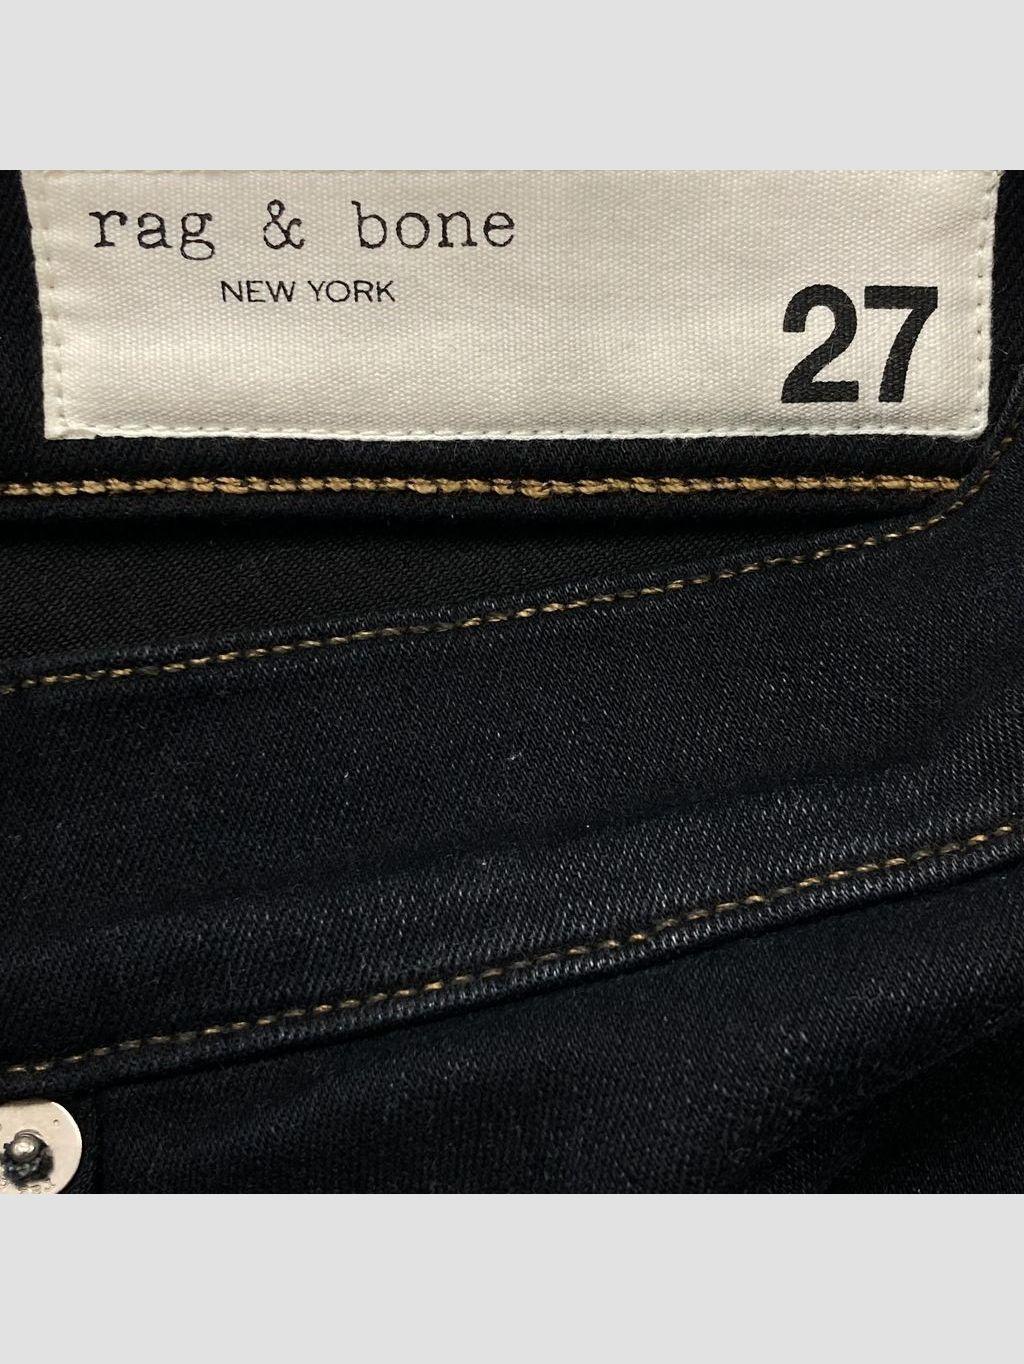 rag & bone
NEW YORK
27